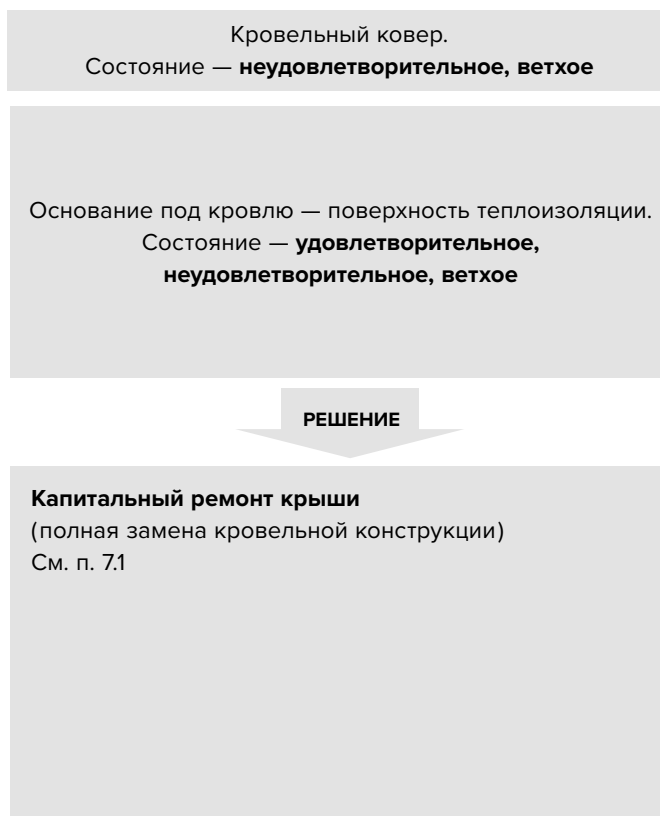 Кровельный ковер.
Состояние — неудовлетворительное, ветхое
Основание под кровлю — поверхность теплоизоляции.
Состояние — удовлетворительное,
неудовлетворительное, ветхое
РЕШЕНИЕ
Капитальный ремонт крыши
(полная замена кровельной конструкции)
См. п. 7.1